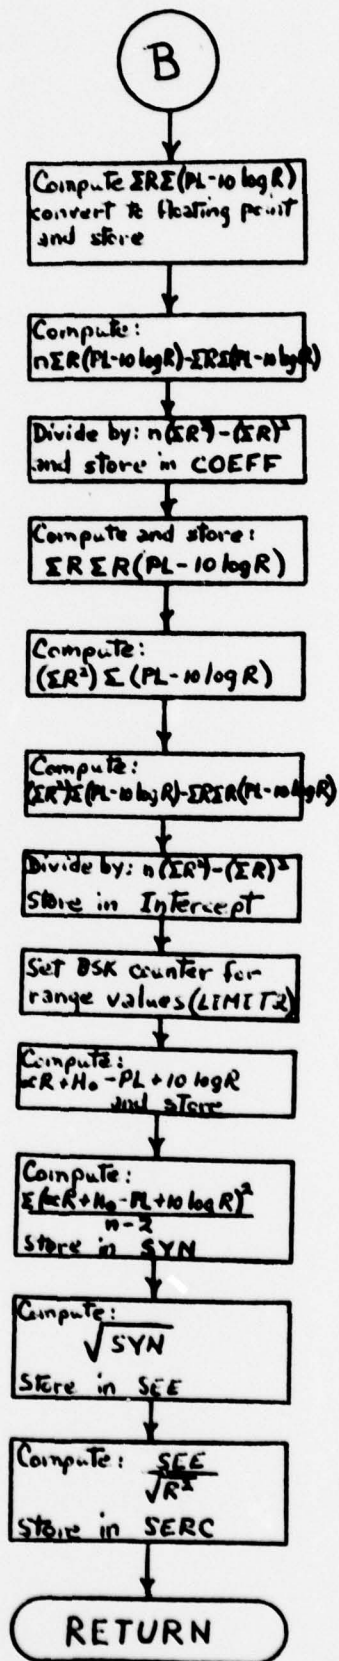 B
Compute ΣRΣ(PL-10 log R)
convert to floating point
and store
Compute:
nΣR(PL-10 log R)-ΣRΣ(PL-10 log R)
Divide by: n(ΣR²)-(ΣR)²
and store in COEFF
Compute and store:
ΣR ΣR(PL-10 log R)
Compute:
(ΣR²) Σ (PL-10 log R)
Compute:
(ΣR²)Σ(PL-10 log R)-ΣRΣR(PL-10 log R)
Divide by: n(ΣR²)-(ΣR)²
Store in Intercept
Set BSK counter for
range values (LIMIT2)
Compute:
∝R+H₀-PL+10 log R
and store
Compute:
Σ(∝R+H₀-PL+10 log R)²
n-2
Store in SYN
Compute:
√SYN
Store in SEE
Compute: SEE
√R²
Store in SERC
RETURN